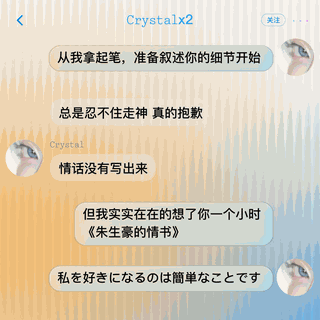 Crystalx2
关注
从我拿起笔，准备叙述你的细节开始
总是忍不住走神 真的抱歉
Crystal
情话没有写出来
但我实实在在的想了你一个小时
《朱生豪的情书》
私を好きになるのは簡単なことです